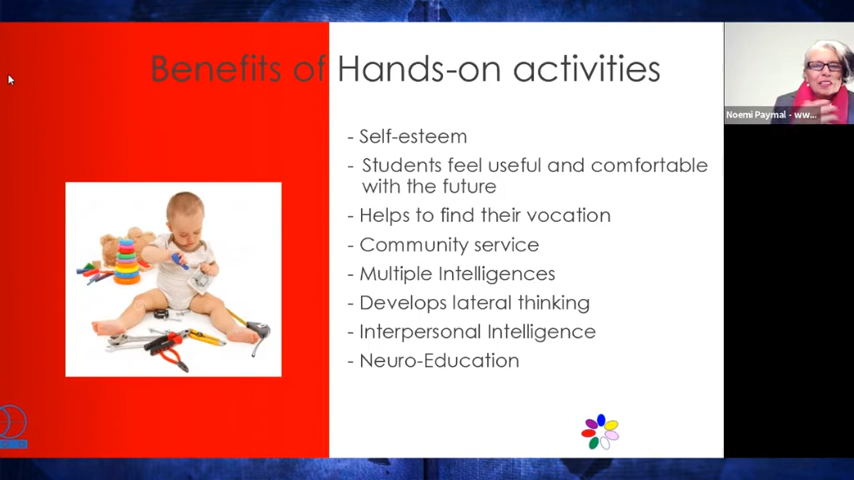 Benefits of Hands-on activities
- Self-esteem
- Students feel useful and comfortable
with the future
- Helps to find their vocation
- Community service
- Multiple Intelligences
- Develops lateral thinking
- Interpersonal Intelligence
- Neuro-Education
Noemi Paymal - ww...